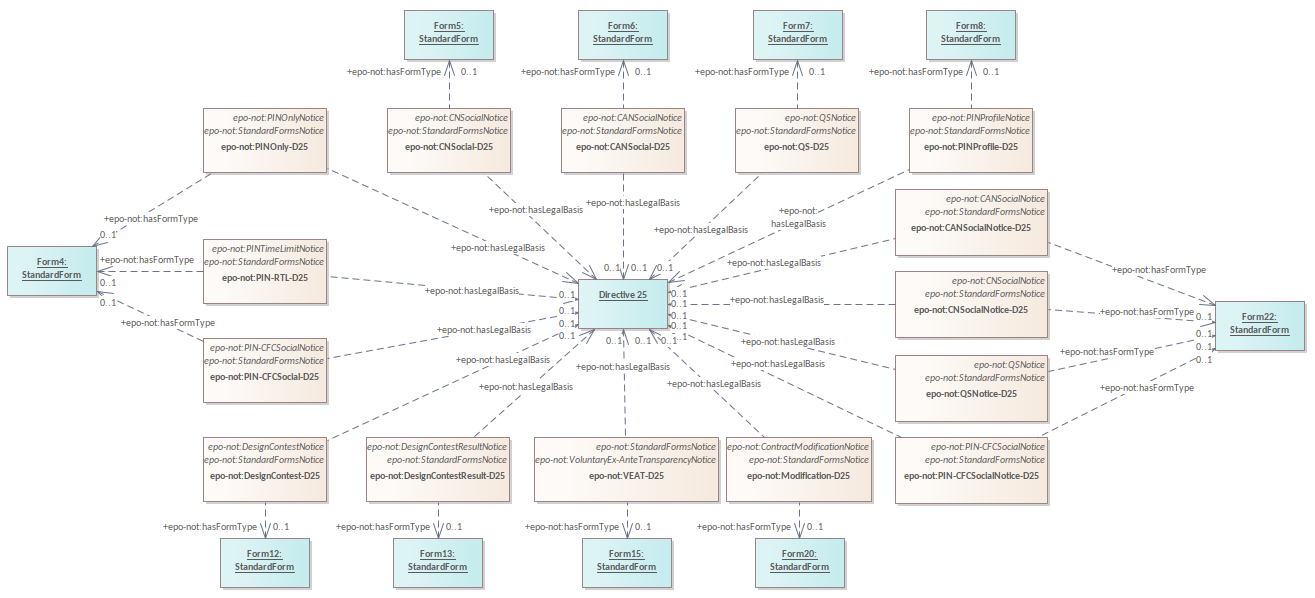 Form5:
StandardForm
Form6:
StandardForm
Form7:
StandardForm
Form8:
StandardForm
+epo-not:hasFormType 0..1
+epo-not:hasFormType 0..1
+epo-not:hasFormType 0..1
+epo-not:hasFormType 0..1
epo-not:PINOnlyNotice
epo-not:StandardFormsNotice
epo-not:PINOnly-D25
epo-not:CNSocialNotice
epo-not:StandardFormsNotice
epo-not:CNSocial-D25
epo-not:CANSocialNotice
epo-not:StandardFormsNotice
epo-not:CANSocial-D25
epo-not:QSNotice
epo-not:StandardFormsNotice
epo-not:QS-D25
epo-not:PINProfileNotice
epo-not:StandardFormsNotice
epo-not:PINProfile-D25
epo-not:CANSocialNotice
epo-not:StandardFormsNotice
epo-not:CANSocialNotice-D25
+epo-not:hasFormType
0..1
+epo-not:hasLegalBasis
+epo-not:hasLegalBasis
+epo-not:hasLegalBasis
+epo-not:hasLegalBasis
+epo-not:
hasLegalBasis
+epo-not:hasLegalBasis
+epo-not:hasFormType
Form4:
StandardForm
+epo-not:hasFormType
0..1
0..1
epo-not:PINTimeLimitNotice
epo-not:StandardFormsNotice
epo-not:PIN-RTL-D25
+epo-not:hasLegalBasis
0..1
0..1
0..1
Directive 25
0..1
0..1
0..1
0..1
0..1
0..1
0..1
0..1
0..1
0..1
0..1
+epo-not:hasLegalBasis
epo-not:CNSocialNotice
epo-not:StandardFormsNotice
epo-not:CNSocialNotice-D25
+epo-not:hasFormType
0..1
0..1
0..1
0..1
Form22:
StandardForm
+epo-not:hasFormType
epo-not:PIN-CFCSocialNotice
epo-not:StandardFormsNotice
epo-not:PIN-CFCSocial-D25
+epo-not:hasLegalBasis
+epo-not:hasLegalBasis
+epo-not:hasLegalBasis
+epo-not:hasLegalBasis
+epo-not:hasLegalBasis
+epo-not:hasLegalBasis
+epo-not:hasLegalBasis
epo-not:QSNotice
epo-not:StandardFormsNotice
epo-not:QSNotice-D25
+epo-not:hasFormType
+epo-not:hasFormType
epo-not:DesignContestNotice
epo-not:StandardFormsNotice
epo-not:DesignContest-D25
epo-not:DesignContestResultNotice
epo-not:StandardFormsNotice
epo-not:DesignContestResult-D25
epo-not:StandardFormsNotice
epo-not:VoluntaryEx-AnteTransparencyNotice
epo-not:VEAT-D25
epo-not:ContractModificationNotice
epo-not:StandardFormsNotice
epo-not:Modification-D25
epo-not:PIN-CFCSocialNotice
epo-not:StandardFormsNotice
epo-not:PIN-CFCSocialNotice-D25
+epo-not:hasFormType 0..1
+epo-not:hasFormType 0..1
+epo-not:hasFormType 0..1
+epo-not:hasFormType 0..1
Form12:
StandardForm
Form13:
StandardForm
Form15:
StandardForm
Form20:
StandardForm